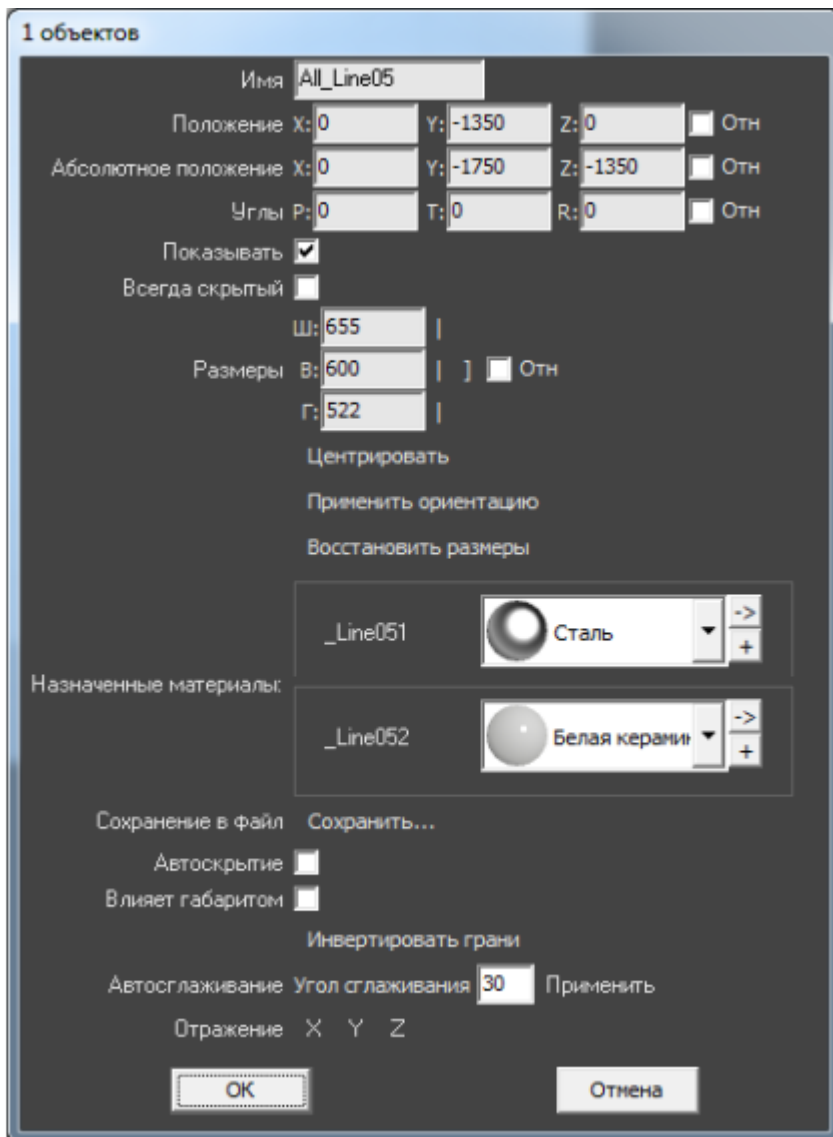 1 объектов
Имя All_Line05
Положение X: 0 Y: -1350 Z: 0 Отн
Абсолютное положение X: 0 Y: -1750 Z: -1350 Отн
Углы P: 0 T: 0 R: 0 Отн
Показывать
Всегда скрытый
Ш: 655 |
Размеры В: 600 | ] Отн
Г: 522 |
Центрировать
Применить ориентацию
Восстановить размеры
_Line051 Сталь ->
+
Назначенные материалы:
_Line052 Белая керамик ->
+
Сохранение в файл Сохранить...
Автоскрытие
Влияет габаритом
Инвертировать грани
Автосглаживание Угол сглаживания 30 Применить
Отражение X Y Z
OK Отмена